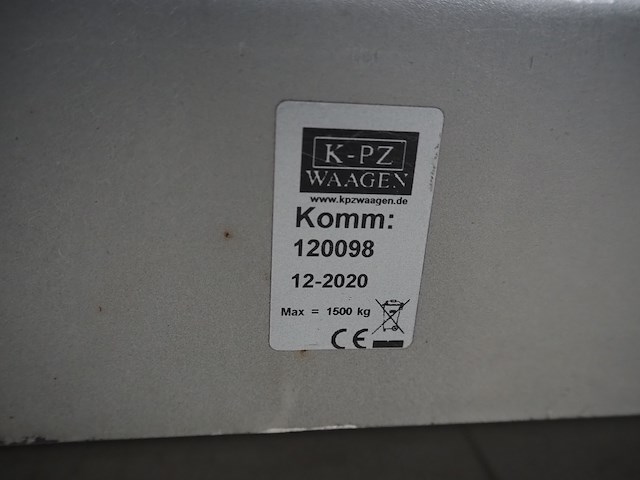 K-PZ
WAAGEN
www.kpzwaagen.de
Komm:
120098
12-2020
Max = 1500 kg
CE